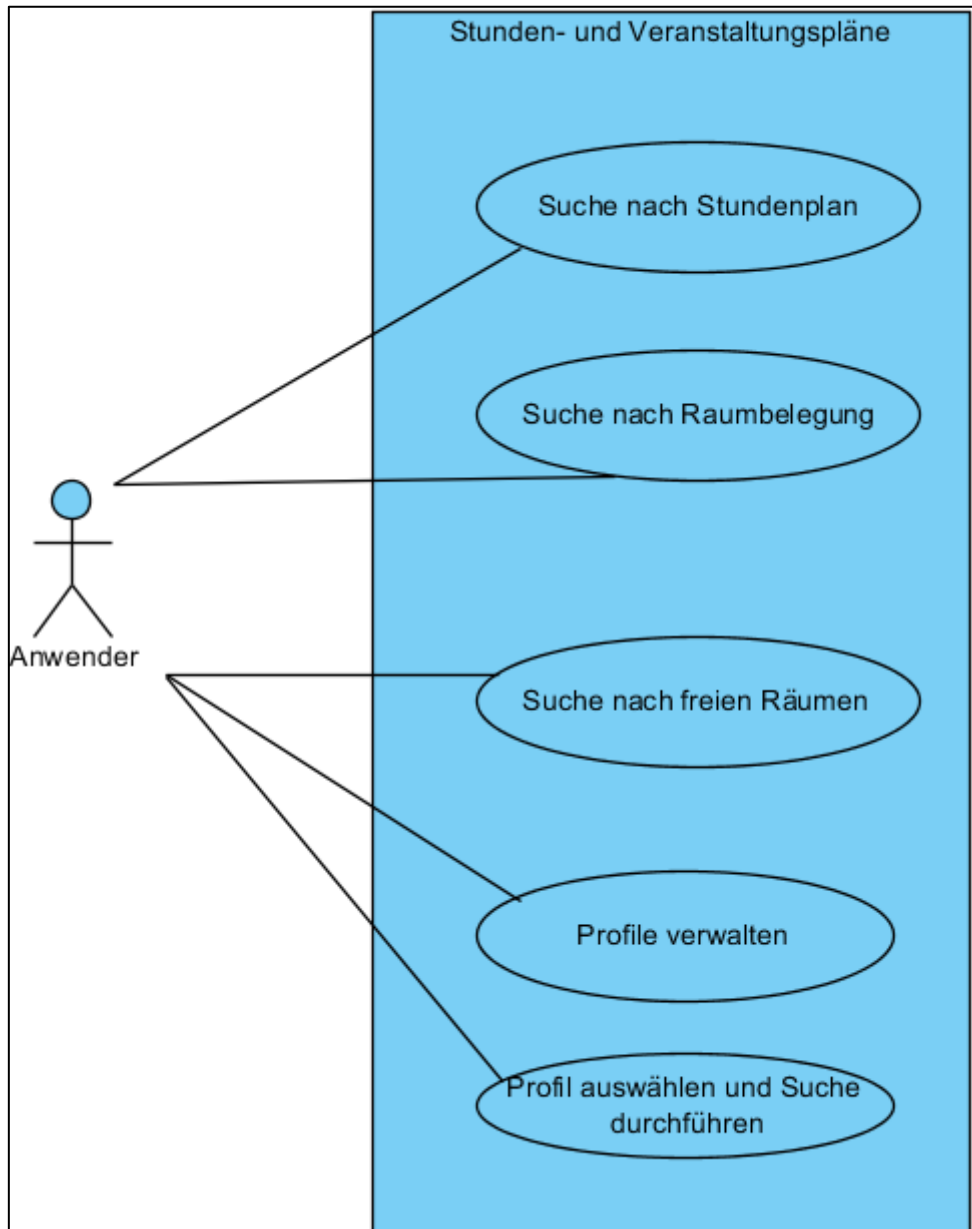 Stunden- und Veranstaltungspläne
Suche nach Stundenplan
Suche nach Raumbelegung
Anwender
Suche nach freien Räumen
Profile verwalten
Profil auswählen und Suche
durchführen